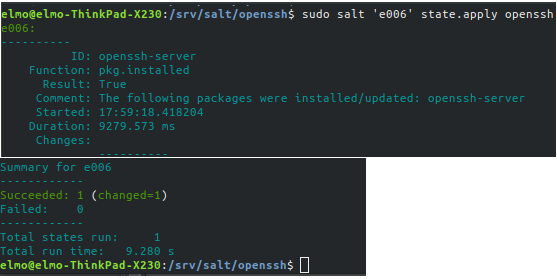 elmo@elmo-ThinkPad-X230:/srv/salt/openssh$ sudo salt 'e006' state.apply openssh
e006:
----------
          ID: openssh-server
    Function: pkg.installed
      Result: True
     Comment: The following packages were installed/updated: openssh-server
     Started: 17:59:18.418204
    Duration: 9279.573 ms
     Changes:
              ----------
Summary for e006
------------
Succeeded: 1 (changed=1)
Failed:    0
------------
Total states run:     1
Total run time:   9.280 s
elmo@elmo-ThinkPad-X230:/srv/salt/openssh$